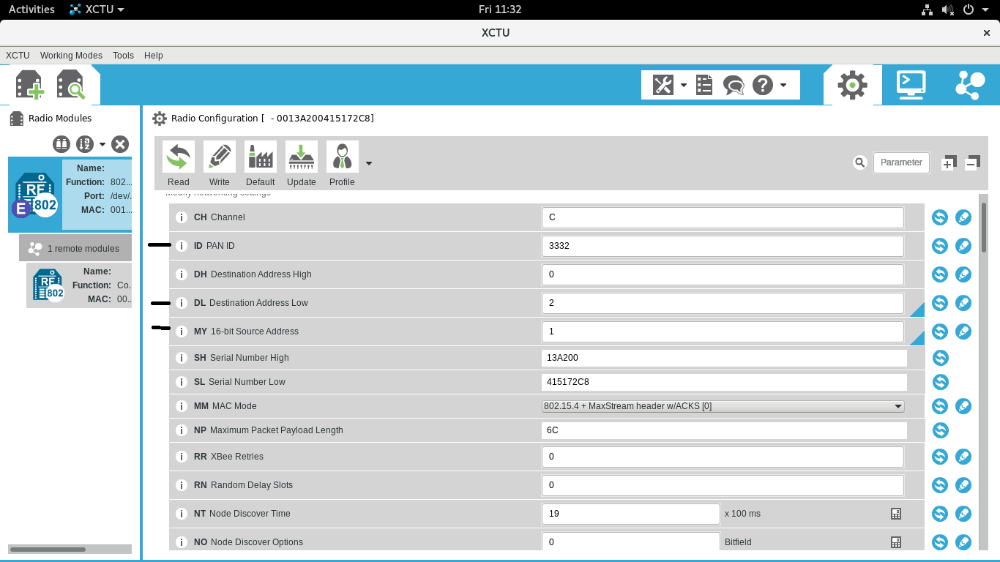 Activities XCTU Fri 11:32
XCTU
XCTU Working Modes Tools Help
Radio Modules
Radio Configuration [ - 0013A200415172C8]
Name:
Function: 802...
Port: /dev/.
MAC: 001...
RF
802
E
1 remote modules
Name:
Function: Co.
MAC: 00..
RF
802
Read Write Default Update Profile
Parameter
Modify networking settings
i CH Channel C
i ID PAN ID 3332
i DH Destination Address High 0
i DL Destination Address Low 2
i MY 16-bit Source Address 1
i SH Serial Number High 13A200
i SL Serial Number Low 415172C8
i MM MAC Mode 802.15.4 + MaxStream header w/ACKS [0]
i NP Maximum Packet Payload Length 6C
i RR XBee Retries 0
i RN Random Delay Slots 0
i NT Node Discover Time 19 x 100 ms
i NO Node Discover Options 0 Bitfield